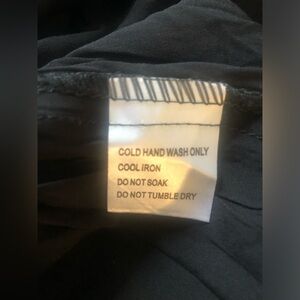 COLD HAND WASH ONLY
COOL IRON
DO NOT SOAK
DO NOT TUMBLE DRY